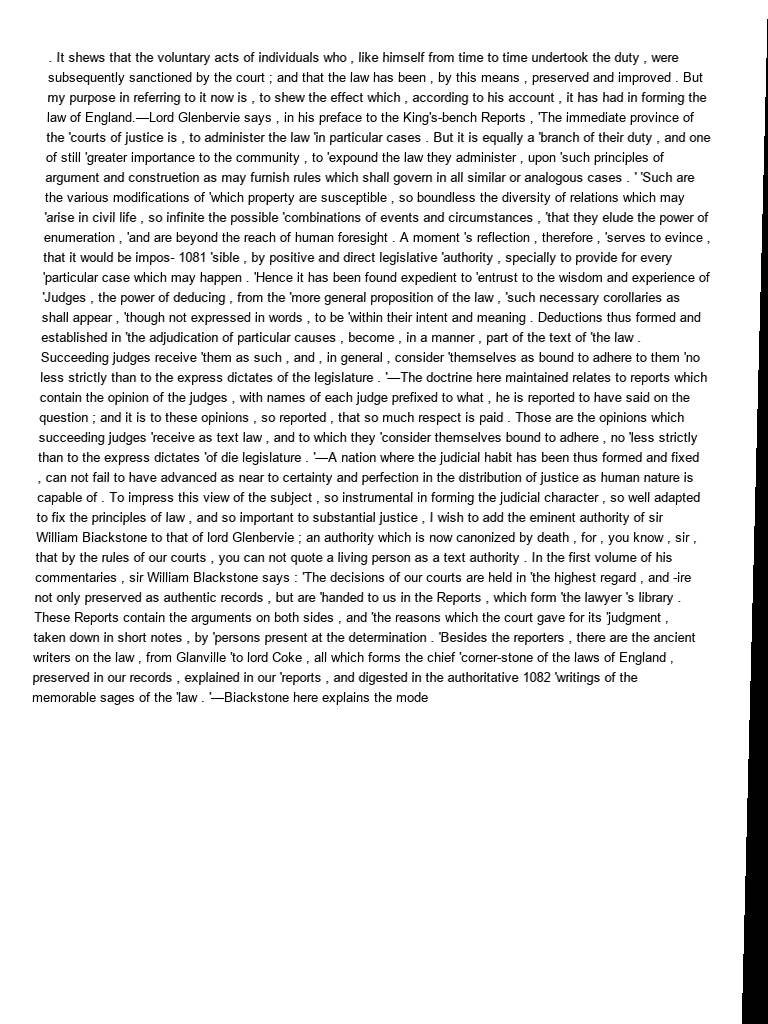 . It shews that the voluntary acts of individuals who , like himself from time to time undertook the duty , were
subsequently sanctioned by the court ; and that the law has been , by this means , preserved and improved . But
my purpose in referring to it now is , to shew the effect which , according to his account , it has had in forming the
law of England.—Lord Glenbervie says , in his preface to the King's-bench Reports , 'The immediate province of
the 'courts of justice is , to administer the law 'in particular cases . But it is equally a 'branch of their duty , and one
of still 'greater importance to the community , to 'expound the law they administer , upon 'such principles of
argument and construetion as may furnish rules which shall govern in all similar or analogous cases . ' 'Such are
the various modifications of 'which property are susceptible , so boundless the diversity of relations which may
'arise in civil life , so infinite the possible 'combinations of events and circumstances , 'that they elude the power of
enumeration , 'and are beyond the reach of human foresight . A moment 's reflection , therefore , 'serves to evince ,
that it would be impos- 1081 'sible , by positive and direct legislative 'authority , specially to provide for every
'particular case which may happen . 'Hence it has been found expedient to 'entrust to the wisdom and experience of
'Judges , the power of deducing , from the 'more general proposition of the law , 'such necessary corollaries as
shall appear , 'though not expressed in words , to be 'within their intent and meaning . Deductions thus formed and
established in 'the adjudication of particular causes , become , in a manner , part of the text of 'the law .
Succeeding judges receive 'them as such , and , in general , consider 'themselves as bound to adhere to them 'no
less strictly than to the express dictates of the legislature . '—The doctrine here maintained relates to reports which
contain the opinion of the judges , with names of each judge prefixed to what , he is reported to have said on the
question ; and it is to these opinions , so reported , that so much respect is paid . Those are the opinions which
succeeding judges 'receive as text law , and to which they 'consider themselves bound to adhere , no 'less strictly
than to the express dictates 'of die legislature . '—A nation where the judicial habit has been thus formed and fixed
, can not fail to have advanced as near to certainty and perfection in the distribution of justice as human nature is
capable of . To impress this view of the subject , so instrumental in forming the judicial character , so well adapted
to fix the principles of law , and so important to substantial justice , I wish to add the eminent authority of sir
William Biackstone to that of lord Glenbervie ; an authority which is now canonized by death , for , you know , sir ,
that by the rules of our courts , you can not quote a living person as a text authority . In the first volume of his
commentaries , sir William Blackstone says : 'The decisions of our courts are held in 'the highest regard , and -ire
not only preserved as authentic records , but are 'handed to us in the Reports , which form 'the lawyer 's library .
These Reports contain the arguments on both sides , and 'the reasons which the court gave for its 'judgment ,
taken down in short notes , by 'persons present at the determination . 'Besides the reporters , there are the ancient
writers on the law , from Glanville 'to lord Coke , all which forms the chief 'corner-stone of the laws of England ,
preserved in our records , explained in our 'reports , and digested in the authoritative 1082 'writings of the
memorable sages of the 'law . '—Biackstone here explains the mode